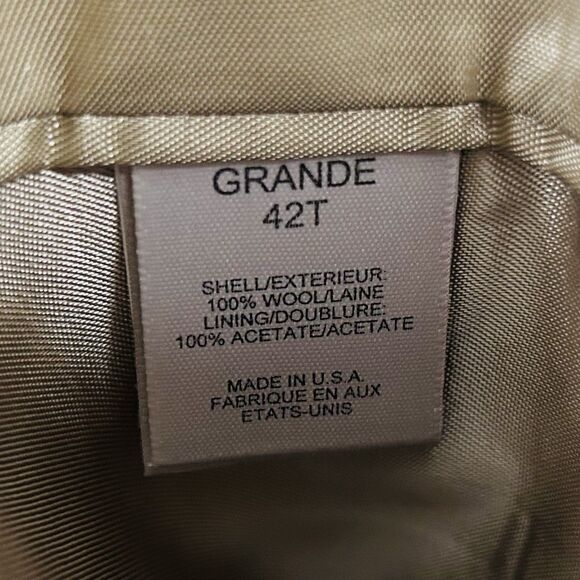 GRANDE
42T
SHELL/EXTERIEUR:
100% WOOL/LAINE
LINING/DOUBLURE:
100% ACETATE/ACETATE
MADE IN U.S.A.
FABRIQUE EN AUX
ETATS-UNIS